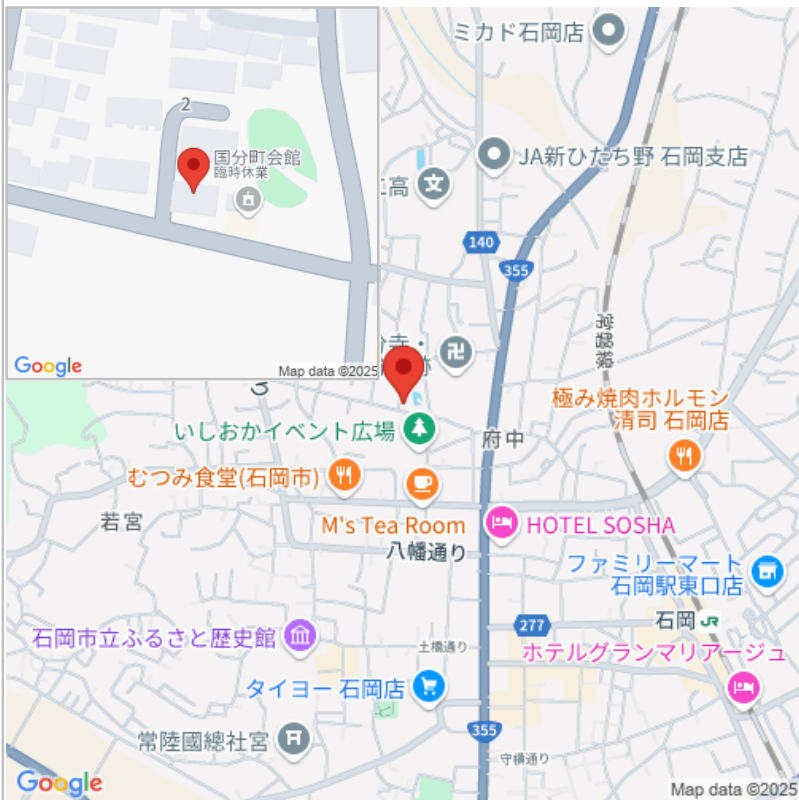 ミカド石岡店
2
国分町会館
臨時休業
JA新ひたち野 石岡支店
高
140
355
常磐線
Google
Map data ©2025
極み焼肉ホルモン
清司 石岡店
いしおかイベント広場
府中
むつみ食堂(石岡市)
若宮
M's Tea Room
HOTEL SOSHA
八幡通り
ファミリーマート
石岡駅東口店
277
石岡 JR
石岡市立ふるさと歴史館
土橋通り
ホテルグランマリアージュ
タイヨー 石岡店
355
常陸國總社宮
守横通り
Google
Map data ©2025